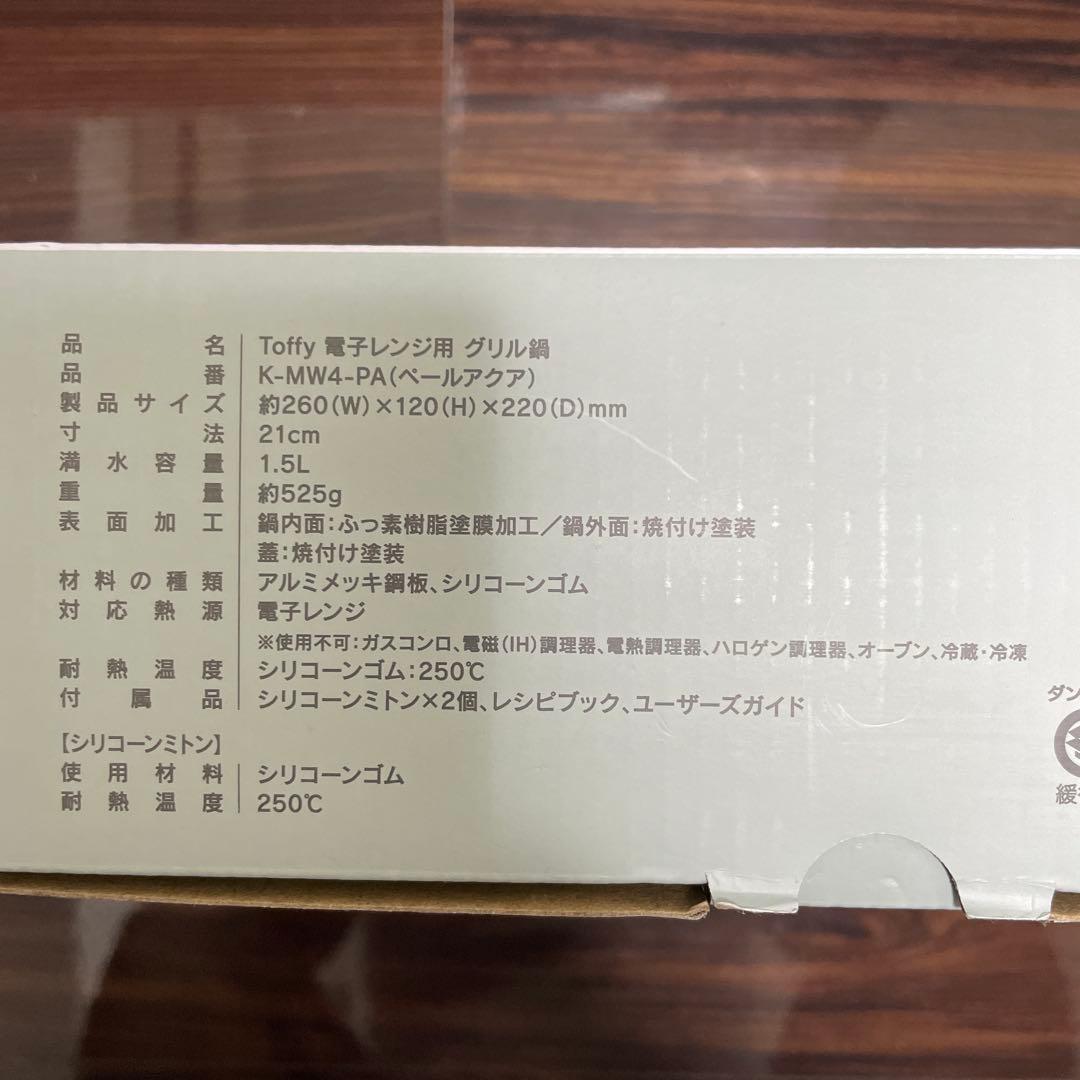 品名 Toffy 電子レンジ用 グリル鍋
品番 K-MW4-PA(ペールアクア)
製品サイズ 約260(W)×120(H)×220(D)mm
寸法 21cm
満水容量 1.5L
重量 約525g
表面加工 鍋内面:ふっ素樹脂塗膜加工/鍋外面:焼付け塗装
蓋:焼付け塗装
材料の種類 アルミメッキ鋼板、シリコーンゴム
対応熱源 電子レンジ
※使用不可:ガスコンロ、電磁(IH)調理器、電熱調理器、ハロゲン調理器、オーブン、冷蔵・冷凍
耐熱温度 シリコーンゴム:250℃
付属品 シリコーンミトン×2個、レシピブック、ユーザーズガイド
【シリコーンミトン】
使用材料 シリコーンゴム
耐熱温度 250℃
ダン
緩